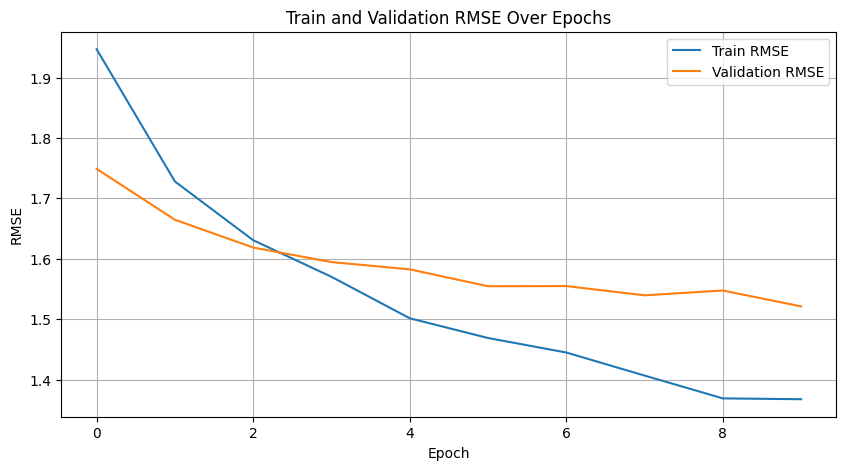 Train and Validation RMSE Over Epochs
Train RMSE
Validation RMSE
1.9
1.8
1.7
1.6
1.5
1.4
RMSE
0 2 4 6 8
Epoch